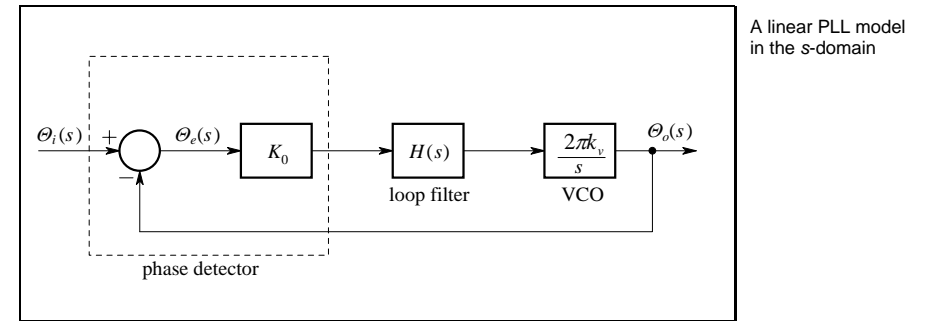 A linear PLL model
in the s-domain
Θi(s)
+
−
Θe(s)
K0
H(s)
2πkv
s
Θo(s)
loop filter
VCO
phase detector